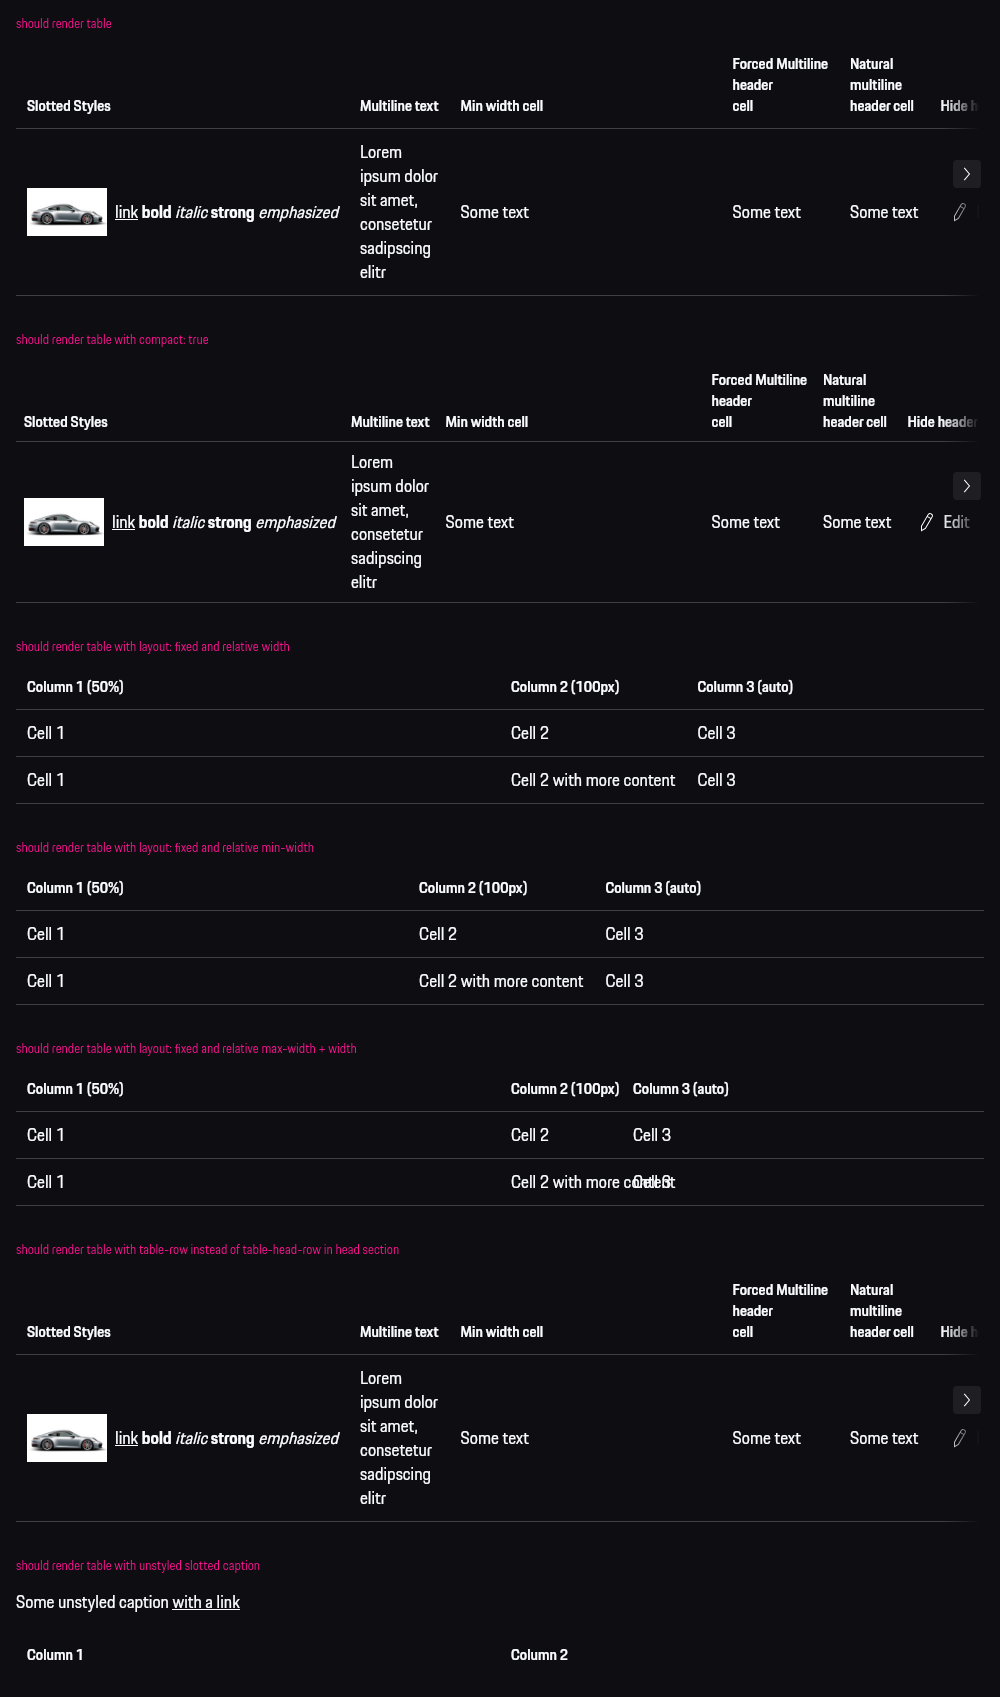 should render table
Forced Multiline Natural
header multiline
Slotted Styles Multiline text Min width cell cell header cell Hide h
Lorem
ipsum dolor
sit amet,
link bold italic strong emphasized consetetur Some text Some text Some text
sadipscing
elitr
should render table with compact: true
Forced Multiline Natural
header multiline
Slotted Styles Multiline text Min width cell cell header cell Hide header
Lorem
ipsum dolor
sit amet,
link bold italic strong emphasized consetetur Some text Some text Some text Edit
sadipscing
elitr
should render table with layout: fixed and relative width
Column 1 (50%) Column 2 (100px) Column 3 (auto)
Cell 1 Cell 2 Cell 3
Cell 1 Cell 2 with more content Cell 3
should render table with layout: fixed and relative min-width
Column 1 (50%) Column 2 (100px) Column 3 (auto)
Cell 1 Cell 2 Cell 3
Cell 1 Cell 2 with more content Cell 3
should render table with layout: fixed and relative max-width + width
Column 1 (50%) Column 2 (100px) Column 3 (auto)
Cell 1 Cell 2 Cell 3
Cell 1 Cell 2 with more content Cell 3
should render table with table-row instead of table-head-row in head section
Forced Multiline Natural
header multiline
Slotted Styles Multiline text Min width cell cell header cell Hide h
Lorem
ipsum dolor
sit amet,
link bold italic strong emphasized consetetur Some text Some text Some text
sadipscing
elitr
should render table with unstyled slotted caption
Some unstyled caption with a link
Column 1 Column 2